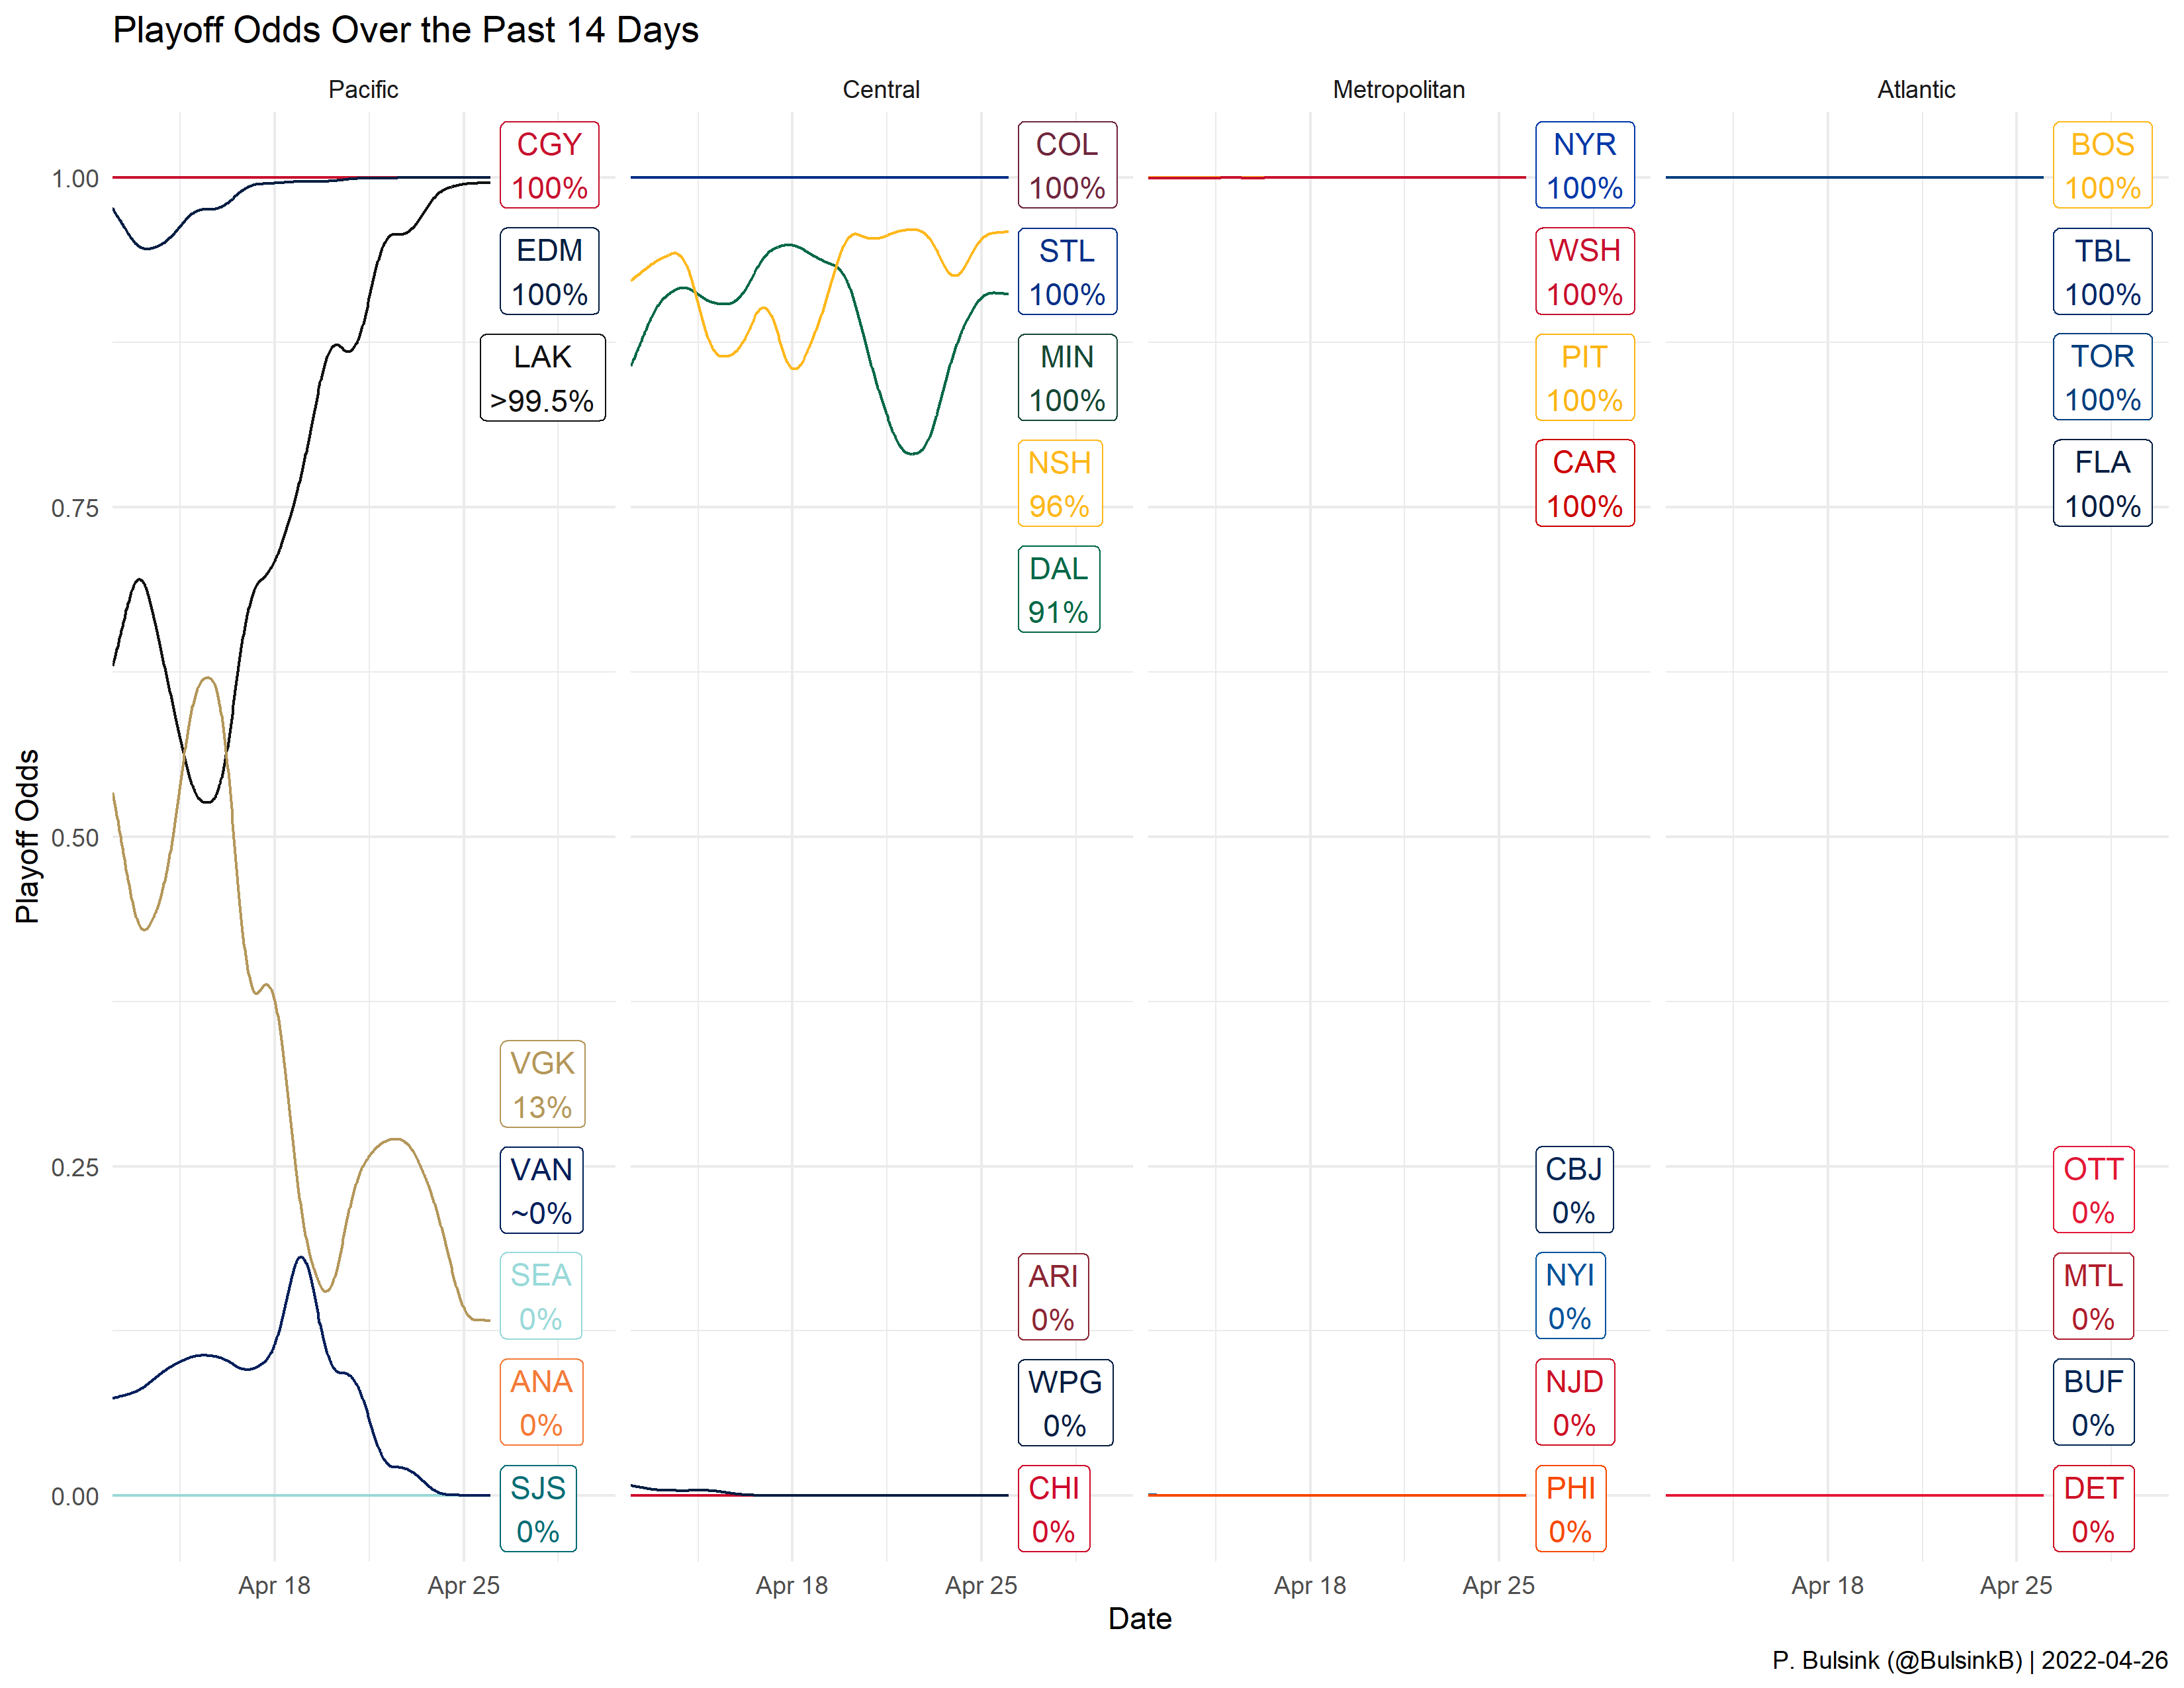 Playoff Odds Over the Past 14 Days
Pacific
Central
Metropolitan
Atlantic
Playoff Odds
1.00
0.75
0.50
0.25
0.00
CGY
100%
EDM
100%
LAK
>99.5%
VGK
13%
VAN
~0%
SEA
0%
ANA
0%
SJS
0%
COL
100%
STL
100%
MIN
100%
NSH
96%
DAL
91%
ARI
0%
WPG
0%
CHI
0%
NYR
100%
WSH
100%
PIT
100%
CAR
100%
CBJ
0%
NYI
0%
NJD
0%
PHI
0%
BOS
100%
TBL
100%
TOR
100%
FLA
100%
OTT
0%
MTL
0%
BUF
0%
DET
0%
Apr 18 Apr 25 Apr 18 Apr 25 Apr 18 Apr 25 Apr 18 Apr 25
Date
P. Bulsink (@BulsinkB) | 2022-04-26